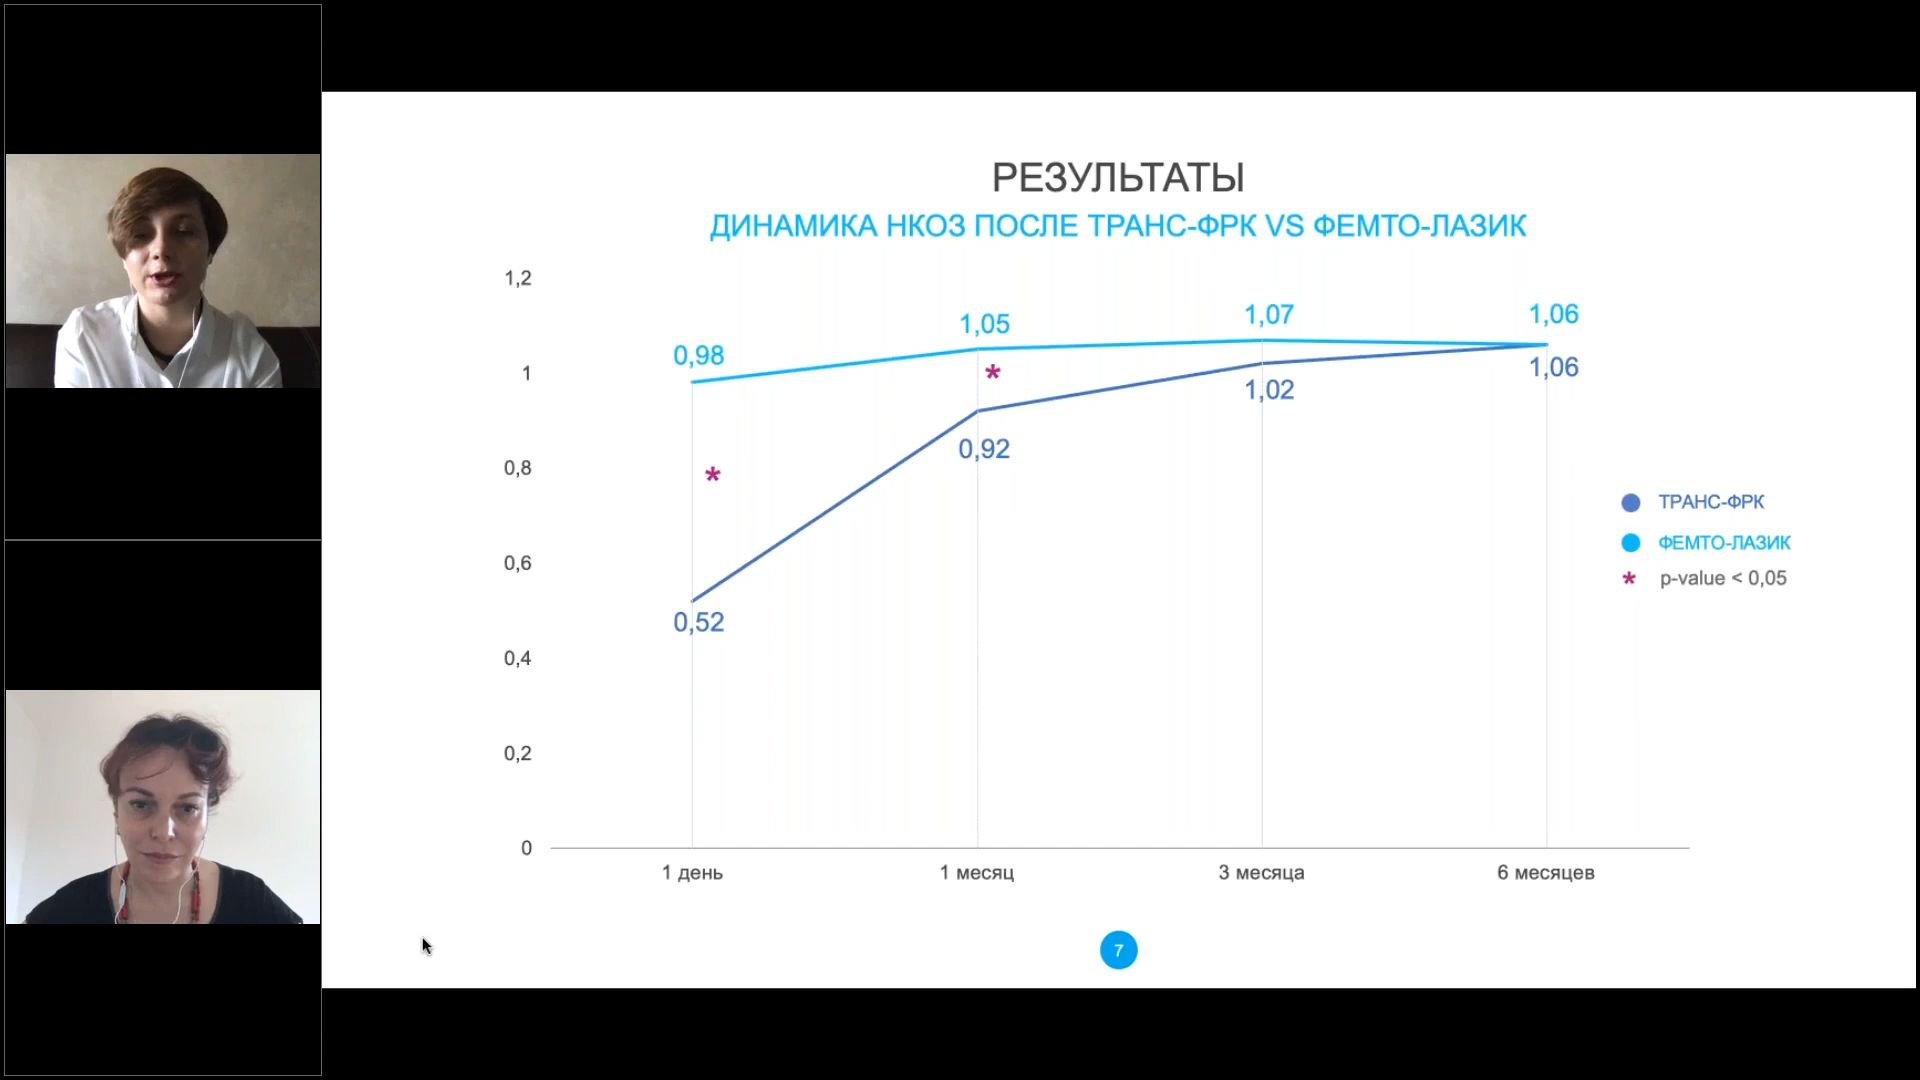 РЕЗУЛЬТАТЫ
ДИНАМИКА НКОЗ ПОСЛЕ ТРАНС-ФРК VS ФЕМТО-ЛАЗИК
1,2
1
0,8
0,6
0,4
0,2
0
0,98
1,05
1,07
1,06
0,52
0,92
1,02
1,06
*
*
1 день
1 месяц
3 месяца
6 месяцев
ТРАНС-ФРК
ФЕМТО-ЛАЗИК
* p-value < 0,05
7